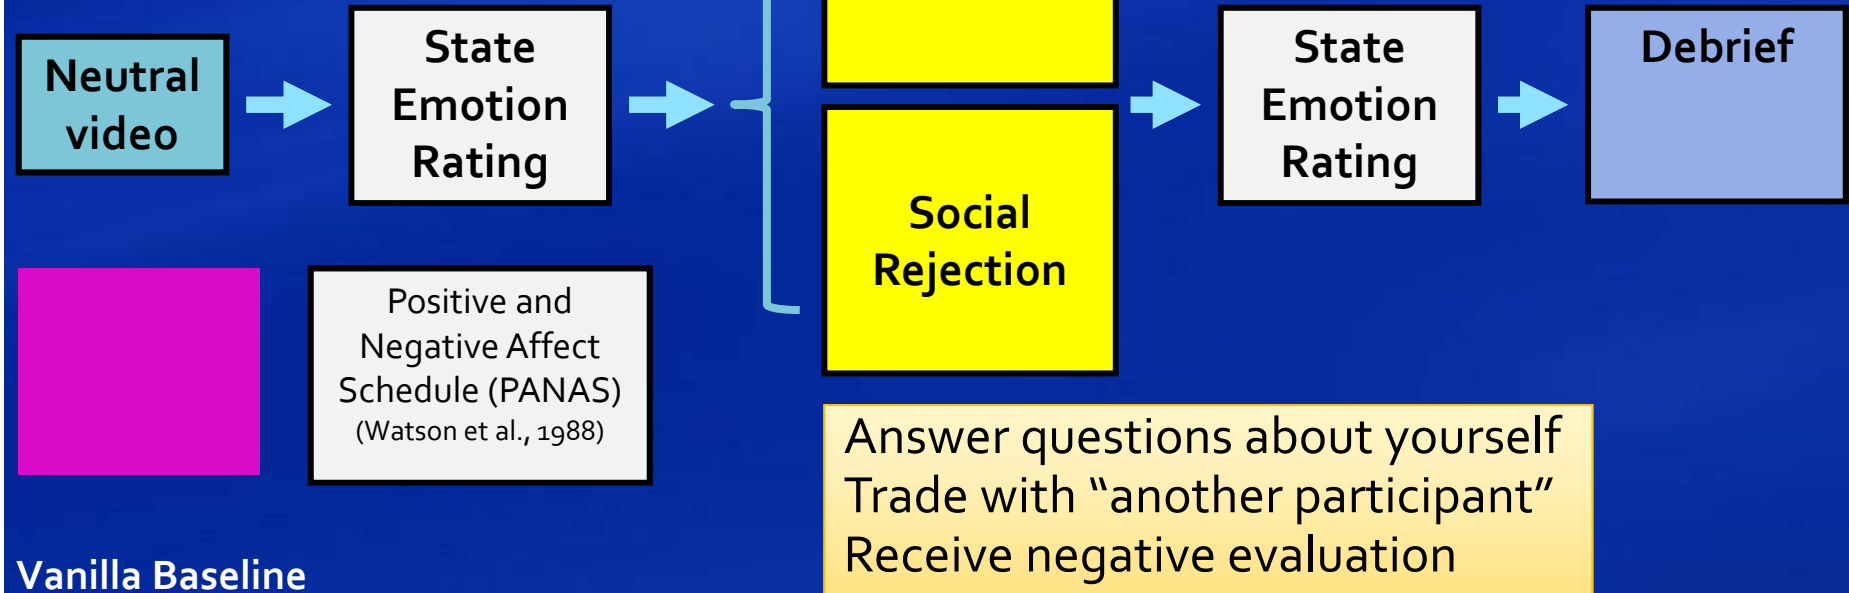 Neutral
video
State
Emotion
Rating
Social
Rejection
State
Emotion
Rating
Debrief
Positive and
Negative Affect
Schedule (PANAS)
(Watson et al., 1988)
Answer questions about yourself
Trade with “another participant”
Receive negative evaluation
Vanilla Baseline